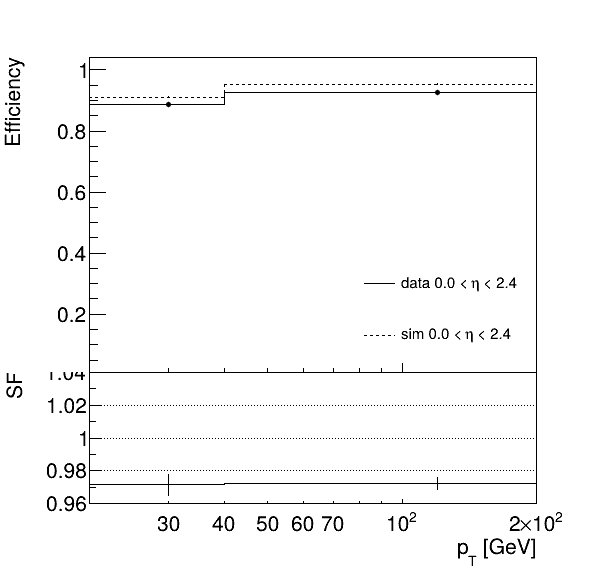 Efficiency
1
0.8
0.6
0.4
0.2
data 0.0 < η < 2.4
sim 0.0 < η < 2.4
SF
1.04
1.02
1
0.98
0.96
30 40 50 60 70 10² 2×10²
p_T [GeV]